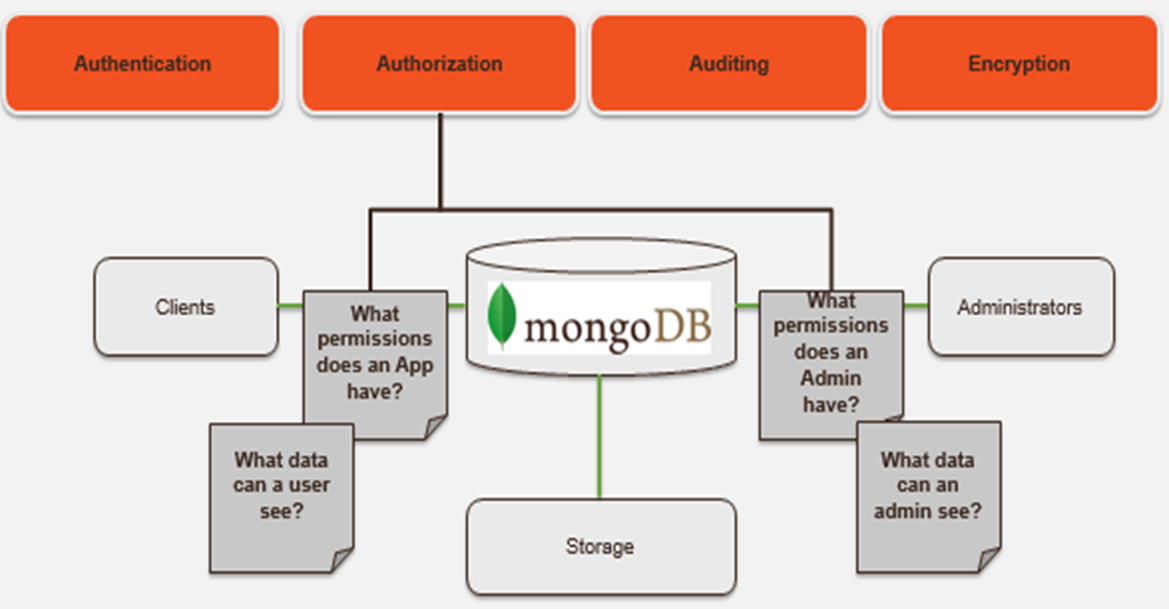 Authentication
Authorization
Auditing
Encryption
Clients
What
permissions
does an App
have?
mongoDB
What
permissions
does an
Admin
have?
Administrators
What data
can a user
see?
What data
can an
admin see?
Storage